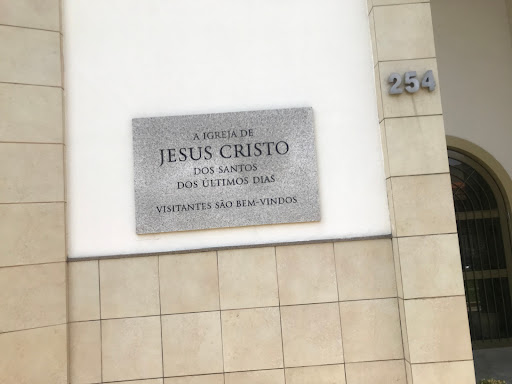 A IGREJA DE
JESUS CRISTO
DOS SANTOS
DOS ÚLTIMOS DIAS
VISITANTES SÃO BEM-VINDOS
254